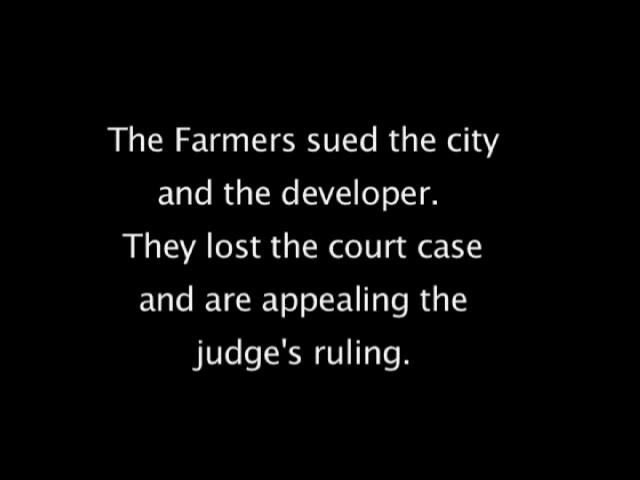 The Farmers sued the city
and the developer.
They lost the court case
and are appealing the
judge's ruling.